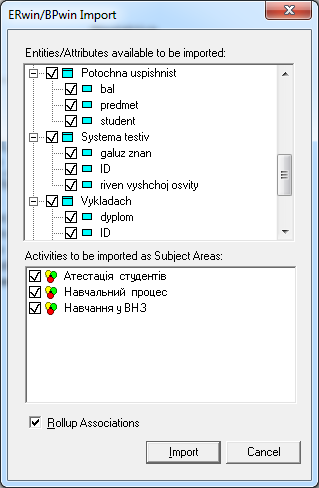 ERwin/BPwin Import
Entities/Attributes available to be imported:
Potochna uspishnist
bal
predmet
student
Systema testiv
galuz znan
ID
riven vyshchoj osvity
Vykladach
dyplom
ID
Activities to be imported as Subject Areas:
Атестація студентів
Навчальний процес
Навчання у ВНЗ
Rollup Associations
Import Cancel